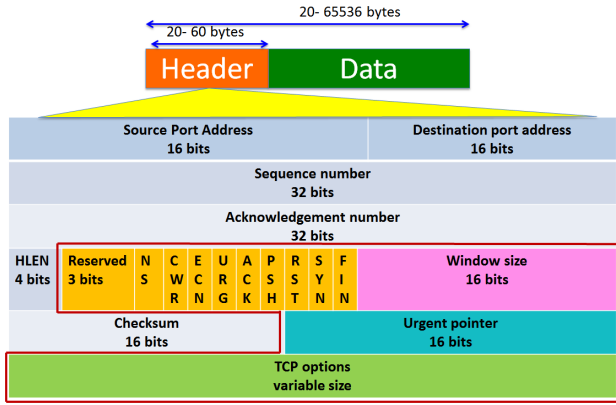 20- 65536 bytes
20- 60 bytes
Header
Data
Source Port Address
16 bits
Destination port address
16 bits
Sequence number
32 bits
Acknowledgement number
32 bits
HLEN
4 bits
Reserved
3 bits
N
S
C
W
R
E
C
N
U
R
G
A
C
K
P
S
H
R
S
T
S
Y
N
F
I
N
Window size
16 bits
Checksum
16 bits
Urgent pointer
16 bits
TCP options
variable size